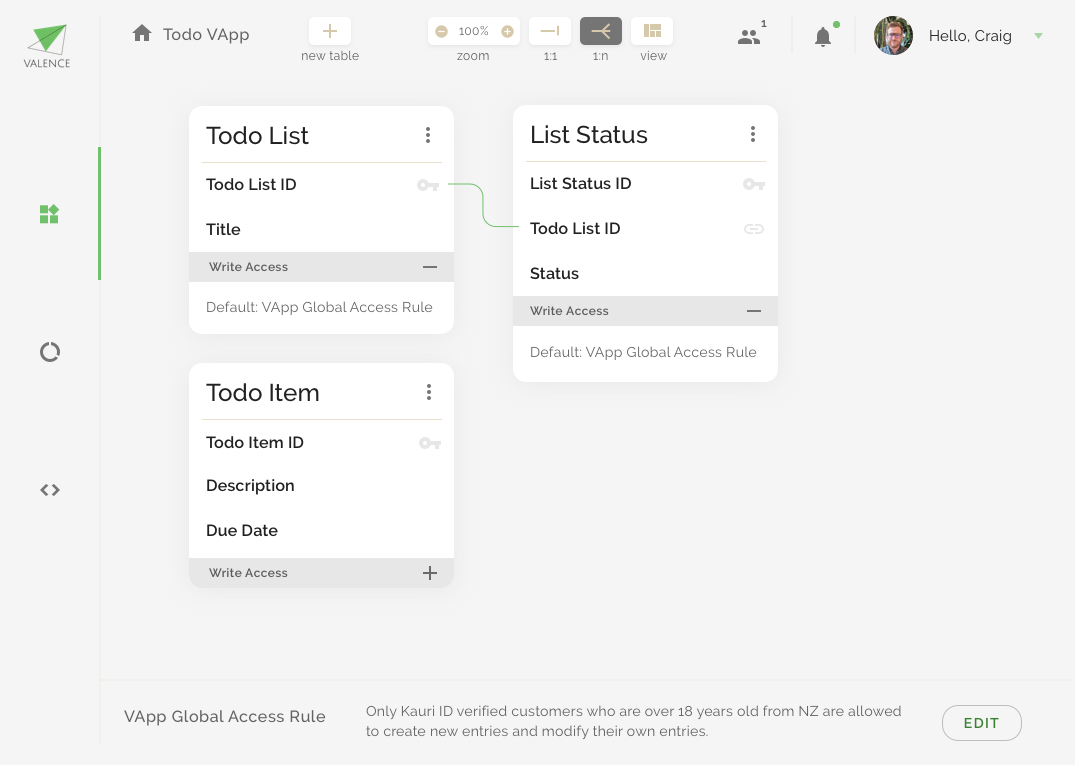 VALENCE
Todo VApp
new table
100%
zoom
1:1
1:n
view
1
Hello, Craig
Todo List
Todo List ID
Title
Write Access
Default: VApp Global Access Rule
List Status
List Status ID
Todo List ID
Status
Write Access
Default: VApp Global Access Rule
Todo Item
Todo Item ID
Description
Due Date
Write Access
VApp Global Access Rule
Only Kauri ID verified customers who are over 18 years old from NZ are allowed
to create new entries and modify their own entries.
EDIT